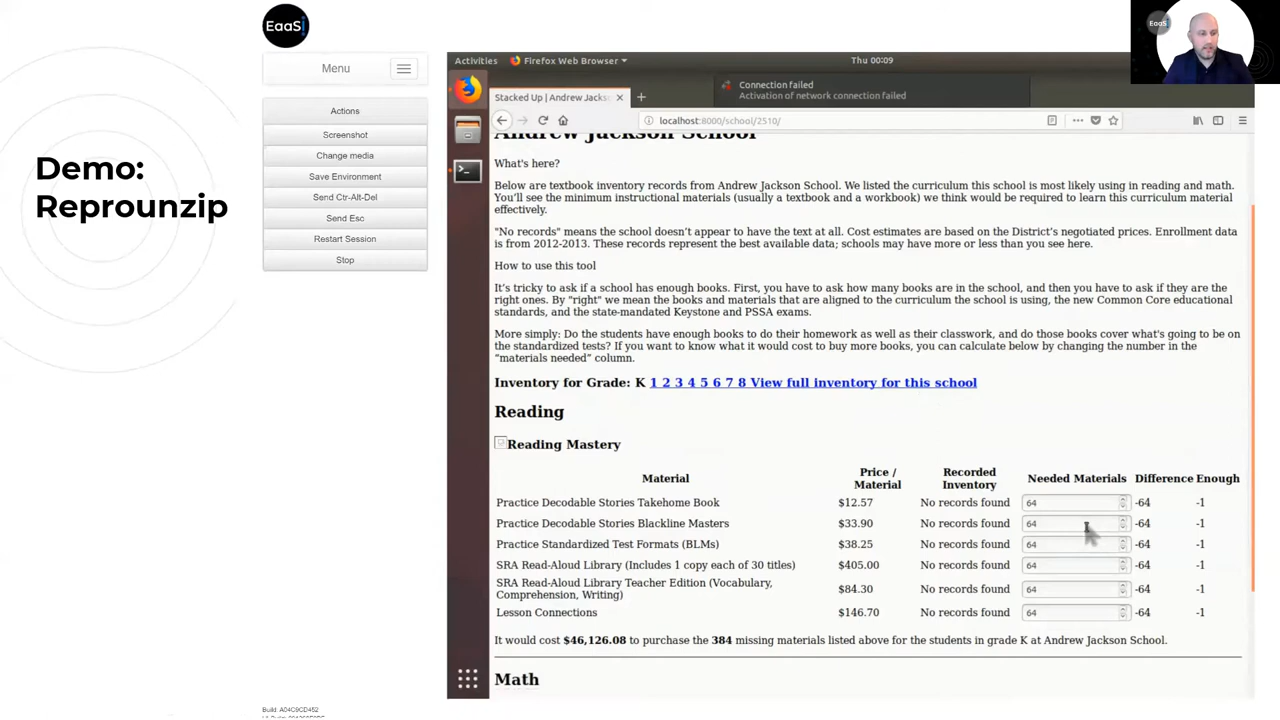 EaaSi
EaaSi
Menu
Actions
Screenshot
Change media
Save Environment
Send Ctr-Alt-Del
Send Esc
Restart Session
Stop
Demo:
Reprounzip
Activities
Firefox Web Browser
Thu 00:09
Connection failed
Activation of network connection failed
Stacked Up | Andrew Jacks
localhost:8000/school/2510/
Andrew Jackson School
What's here?
Below are textbook inventory records from Andrew Jackson School. We listed the curriculum this school is most likely using in reading and math.
You'll see the minimum instructional materials (usually a textbook and a workbook) we think would be required to learn this curriculum material
effectively.
"No records" means the school doesn't appear to have the text at all. Cost estimates are based on the District's negotiated prices. Enrollment data
is from 2012-2013. These records represent the best available data; schools may have more or less than you see here.
How to use this tool
It's tricky to ask if a school has enough books. First, you have to ask how many books are in the school, and then you have to ask if they are the
right ones. By "right" we mean the books and materials that are aligned to the curriculum the school is using, the new Common Core educational
standards, and the state-mandated Keystone and PSSA exams.
More simply: Do the students have enough books to do their homework as well as their classwork, and do those books cover what's going to be on
the standardized tests? If you want to know what it would cost to buy more books, you can calculate below by changing the number in the
"materials needed" column.
Inventory for Grade: K 1 2 3 4 5 6 7 8 View full inventory for this school
Reading
Reading Mastery
Material Price / Material Recorded Inventory Needed Materials Difference Enough
Practice Decodable Stories Takehome Book $12.57 No records found 64 -64 -1
Practice Decodable Stories Blackline Masters $33.90 No records found 64 -64 -1
Practice Standardized Test Formats (BLMs) $38.25 No records found 64 -64 -1
SRA Read-Aloud Library (Includes 1 copy each of 30 titles) $405.00 No records found 64 -64 -1
SRA Read-Aloud Library Teacher Edition (Vocabulary,
Comprehension, Writing) $84.30 No records found 64 -64 -1
Lesson Connections $146.70 No records found 64 -64 -1
It would cost $46,126.08 to purchase the 384 missing materials listed above for the students in grade K at Andrew Jackson School.
Math
Build: A04C9CD452